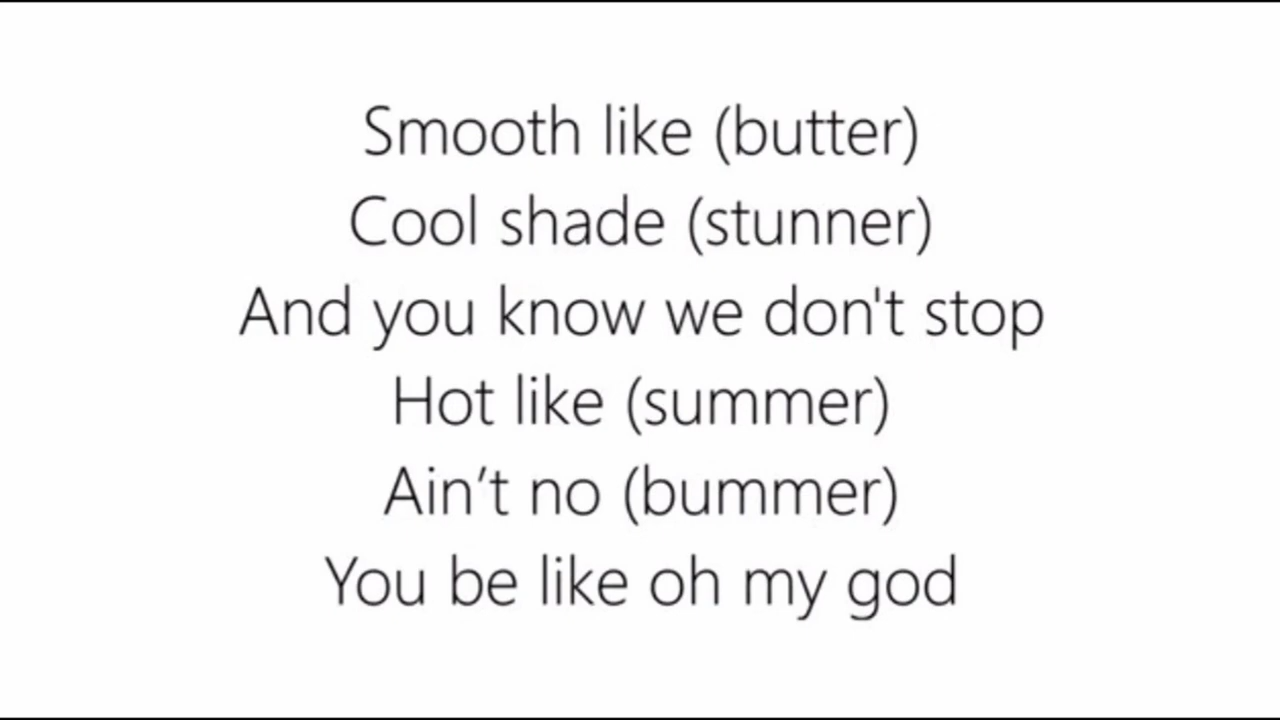 Smooth like (butter)
Cool shade (stunner)
And you know we don't stop
Hot like (summer)
Ain’t no (bummer)
You be like oh my god